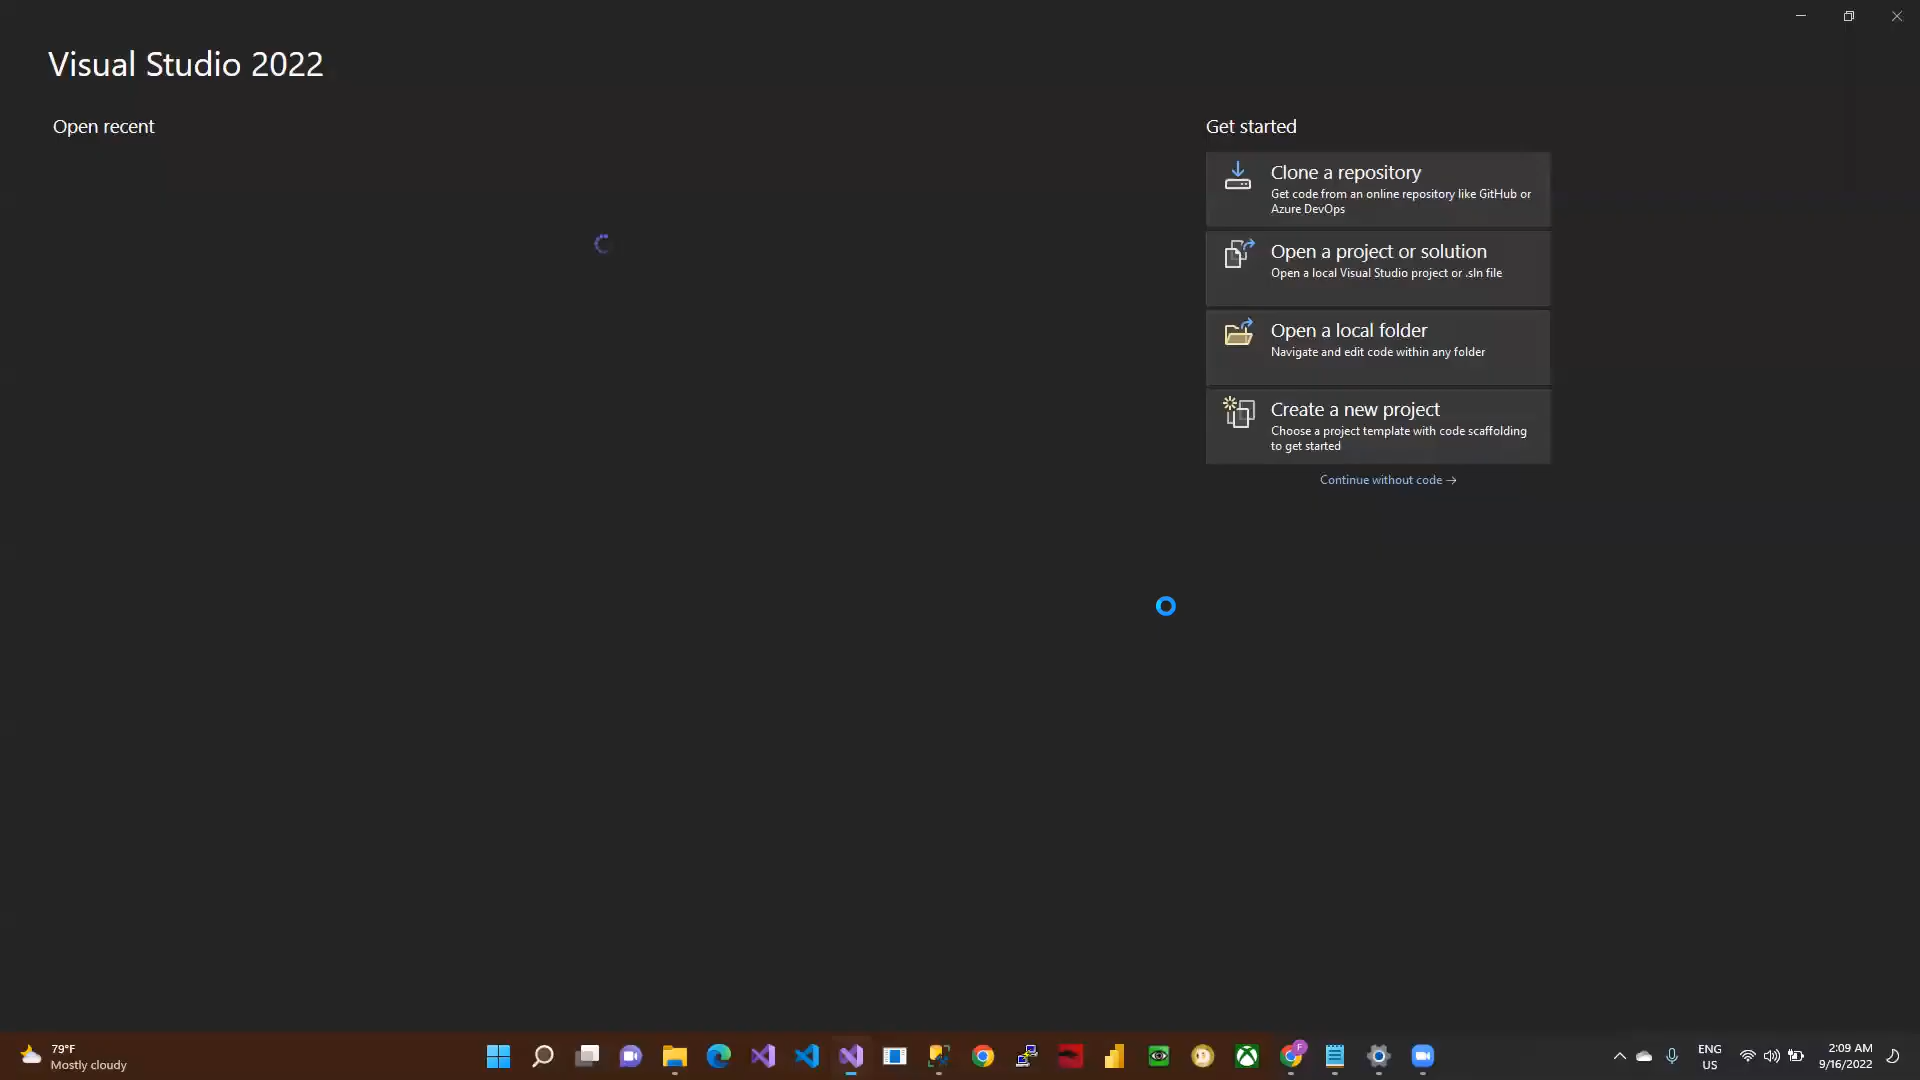 Visual Studio 2022
Open recent
Get started
Clone a repository
Get code from an online repository like GitHub or
Azure DevOps
Open a project or solution
Open a local Visual Studio project or .sln file
Open a local folder
Navigate and edit code within any folder
Create a new project
Choose a project template with code scaffolding
to get started
Continue without code →
79°F
Mostly cloudy
F
ENG
US
2:09 AM
9/16/2022